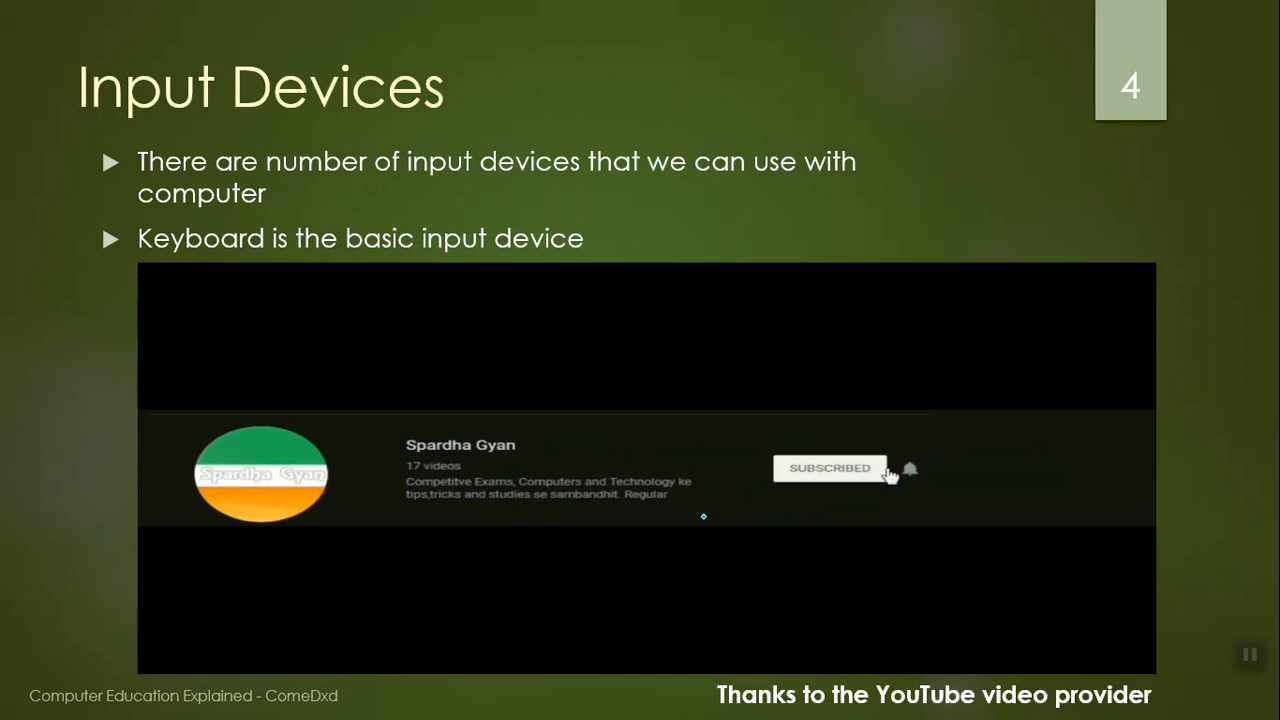 Input Devices
4
There are number of input devices that we can use with
computer
Keyboard is the basic input device
Spardha Gyan
Spardha Gyan
17 videos
Competitve Exams, Computers and Technology ke
tips,tricks and studies se sambandhit. Regular
SUBSCRIBED
Computer Education Explained - ComeDxd
Thanks to the YouTube video provider